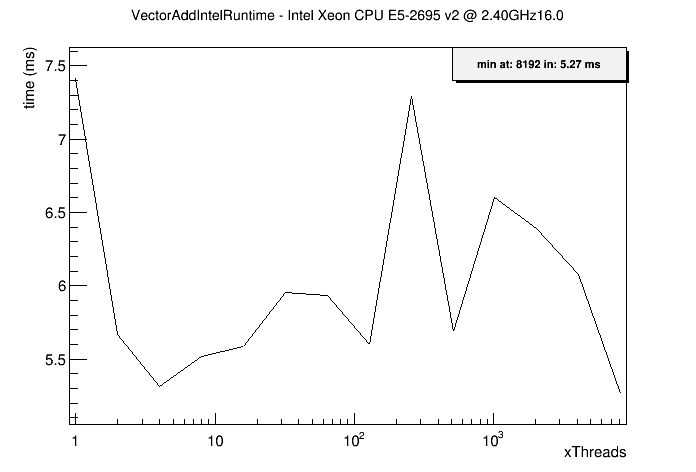 VectorAddIntelRuntime - Intel Xeon CPU E5-2695 v2 @ 2.40GHz16.0
time (ms)
min at: 8192 in: 5.27 ms
7.5
7
6.5
6
5.5
1 10 10² 10³
xThreads